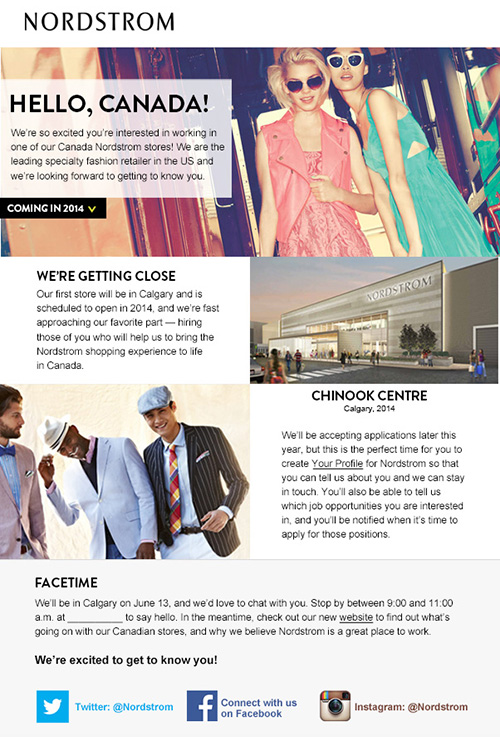 NORDSTROM
HELLO, CANADA!
We're so excited you're interested in working in
one of our Canada Nordstrom stores! We are the
leading specialty fashion retailer in the US and
we're looking forward to getting to know you.
COMING IN 2014
WE'RE GETTING CLOSE
Our first store will be in Calgary and is
scheduled to open in 2014, and we're fast
approaching our favorite part — hiring
those of you who will help us to bring the
Nordstrom shopping experience to life
in Canada.
NORDSTROM
CHINOOK CENTRE
Calgary, 2014
We'll be accepting applications later this
year, but this is the perfect time for you to
create Your Profile for Nordstrom so that
you can tell us about you and we can stay
in touch. You'll also be able to tell us
which job opportunities you are interested
in, and you'll be notified when it's time to
apply for those positions.
FACETIME
We'll be in Calgary on June 13, and we'd love to chat with you. Stop by between 9:00 and 11:00
a.m. at __________ to say hello. In the meantime, check out our new website to find out what's
going on with our Canadian stores, and why we believe Nordstrom is a great place to work.
We're excited to get to know you!
Twitter: @Nordstrom
Connect with us
on Facebook
Instagram: @Nordstrom